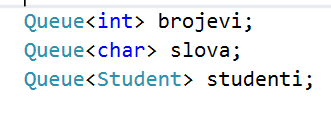 Queue<int> brojevi;
Queue<char> slova;
Queue<Student> studenti;